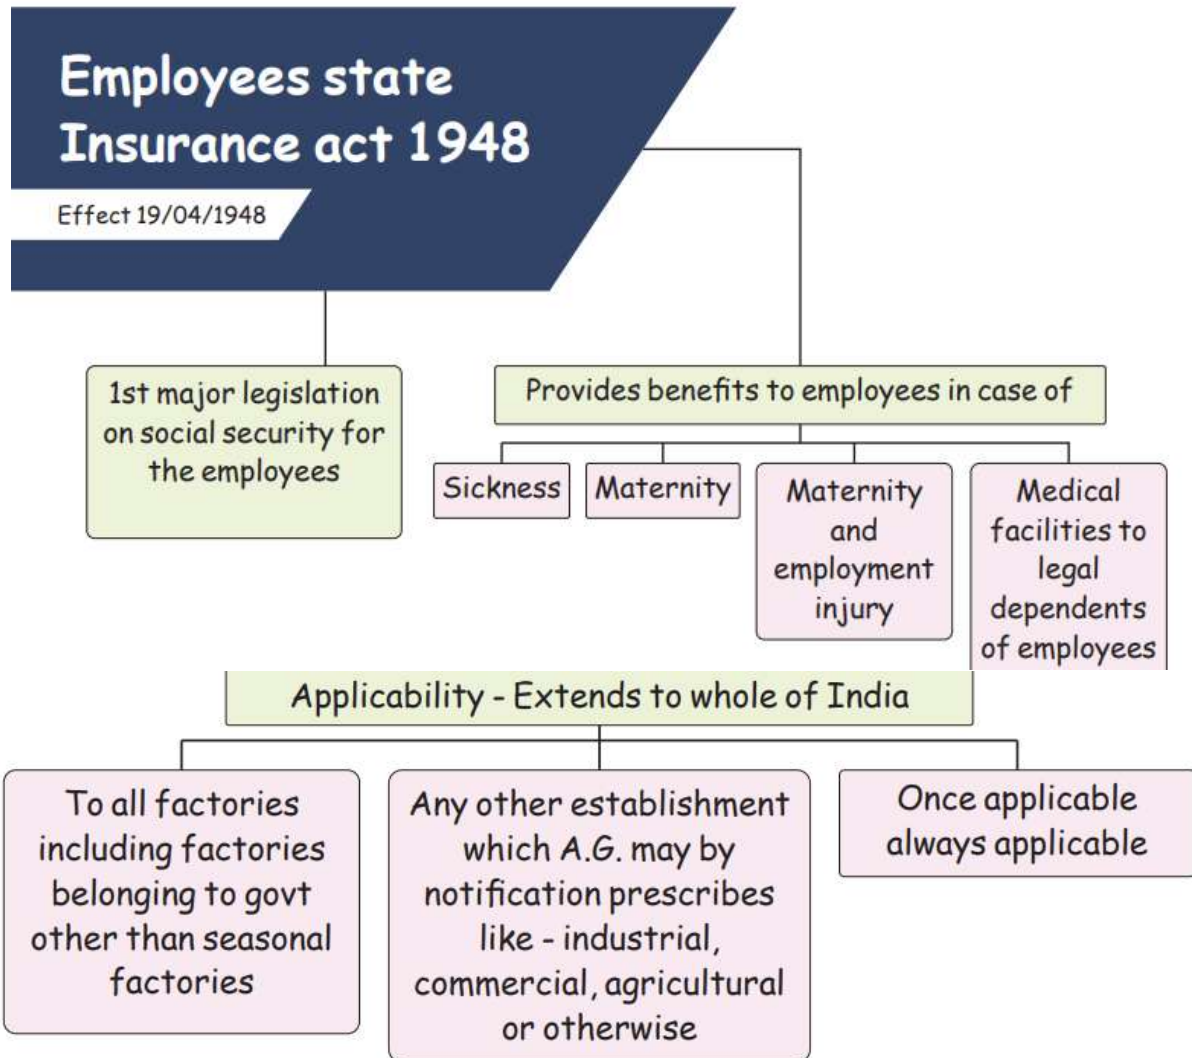 Employees state
Insurance act 1948
Effect 19/04/1948
1st major legislation
on social security for
the employees
Provides benefits to employees in case of
Sickness
Maternity
Maternity
and
employment
injury
Medical
facilities to
legal
dependents
of employees
Applicability - Extends to whole of India
To all factories
including factories
belonging to govt
other than seasonal
factories
Any other establishment
which A.G. may by
notification prescribes
like - industrial,
commercial, agricultural
or otherwise
Once applicable
always applicable